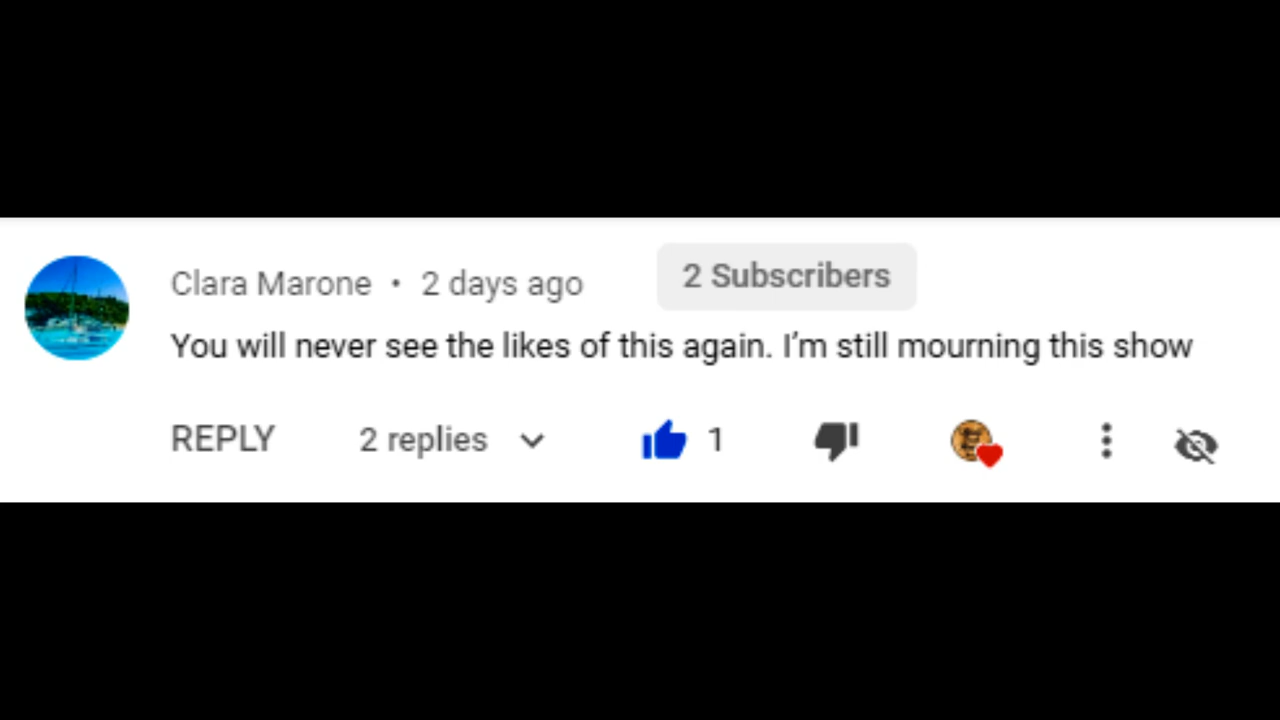 Clara Marone • 2 days ago 2 Subscribers
You will never see the likes of this again. I'm still mourning this show
REPLY 2 replies 1